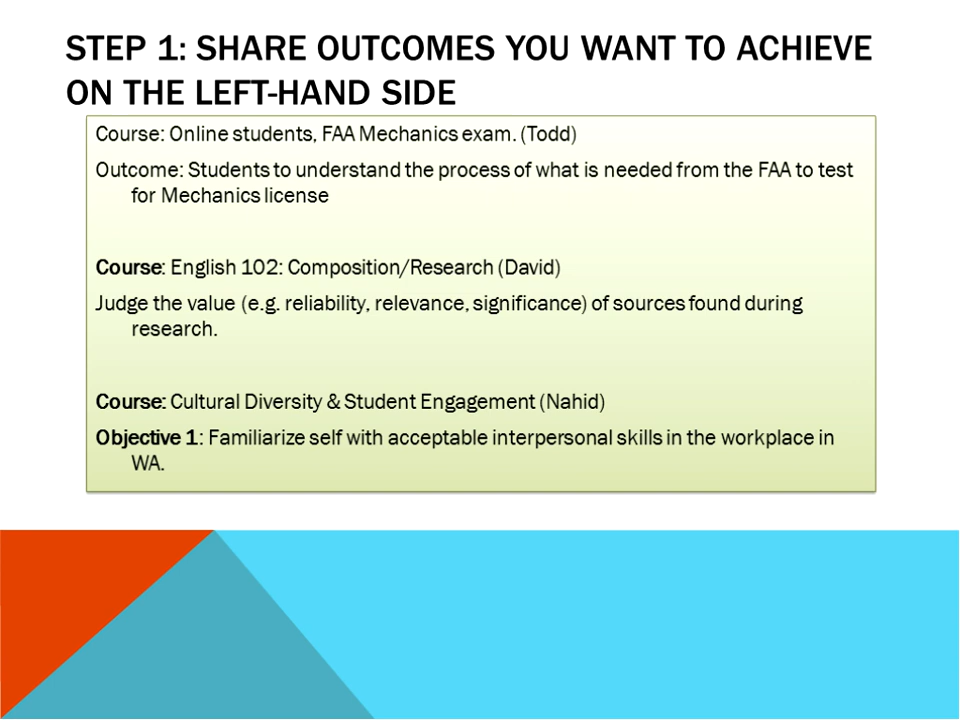 STEP 1: SHARE OUTCOMES YOU WANT TO ACHIEVE
ON THE LEFT-HAND SIDE
Course: Online students, FAA Mechanics exam. (Todd)
Outcome: Students to understand the process of what is needed from the FAA to test
for Mechanics license
Course: English 102: Composition/Research (David)
Judge the value (e.g. reliability, relevance, significance) of sources found during
research.
Course: Cultural Diversity & Student Engagement (Nahid)
Objective 1: Familiarize self with acceptable interpersonal skills in the workplace in
WA.